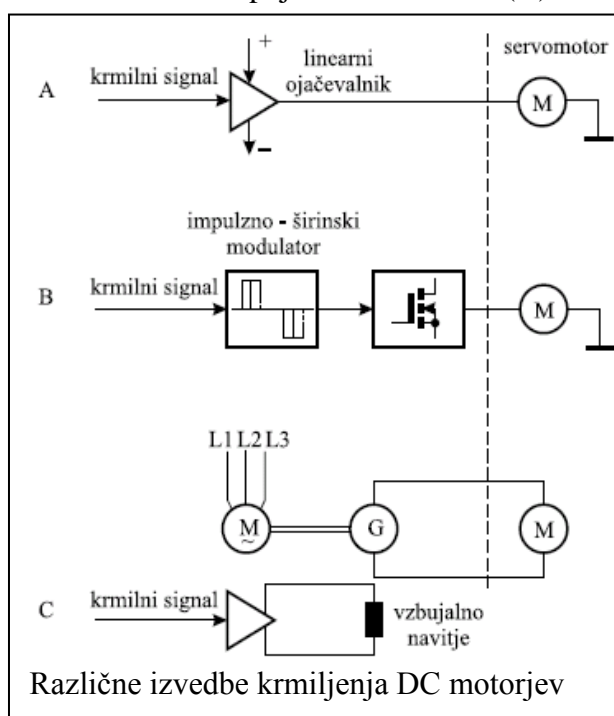 +
linearni
servomotor
krmilni signal
ojačevalnik
A
M
–
impulzno - širinski
modulator
krmilni signal
B
M
L1 L2 L3
M
~
G
M
krmilni signal
C
vzbujalno
navitje
Različne izvedbe krmiljenja DC motorjev